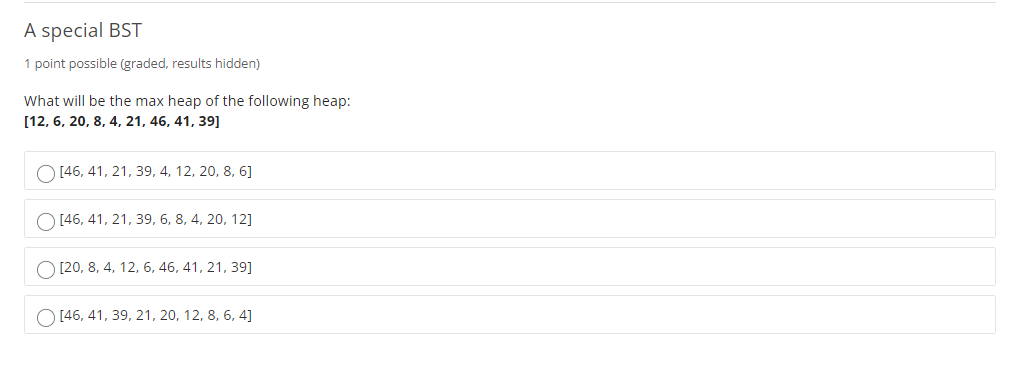 A special BST
1 point possible (graded, results hidden)
What will be the max heap of the following heap:
[12, 6, 20, 8, 4, 21, 46, 41, 39]
[46, 41, 21, 39, 4, 12, 20, 8, 6]
[46, 41, 21, 39, 6, 8, 4, 20, 12]
[20, 8, 4, 12, 6, 46, 41, 21, 39]
[46, 41, 39, 21, 20, 12, 8, 6, 4]